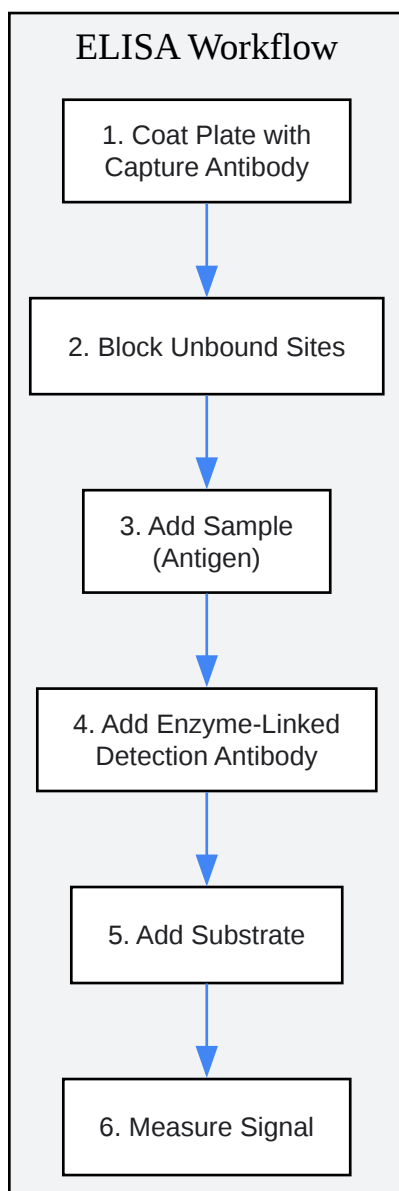 ELISA Workflow
1. Coat Plate with
Capture Antibody
2. Block Unbound Sites
3. Add Sample
(Antigen)
4. Add Enzyme-Linked
Detection Antibody
5. Add Substrate
6. Measure Signal